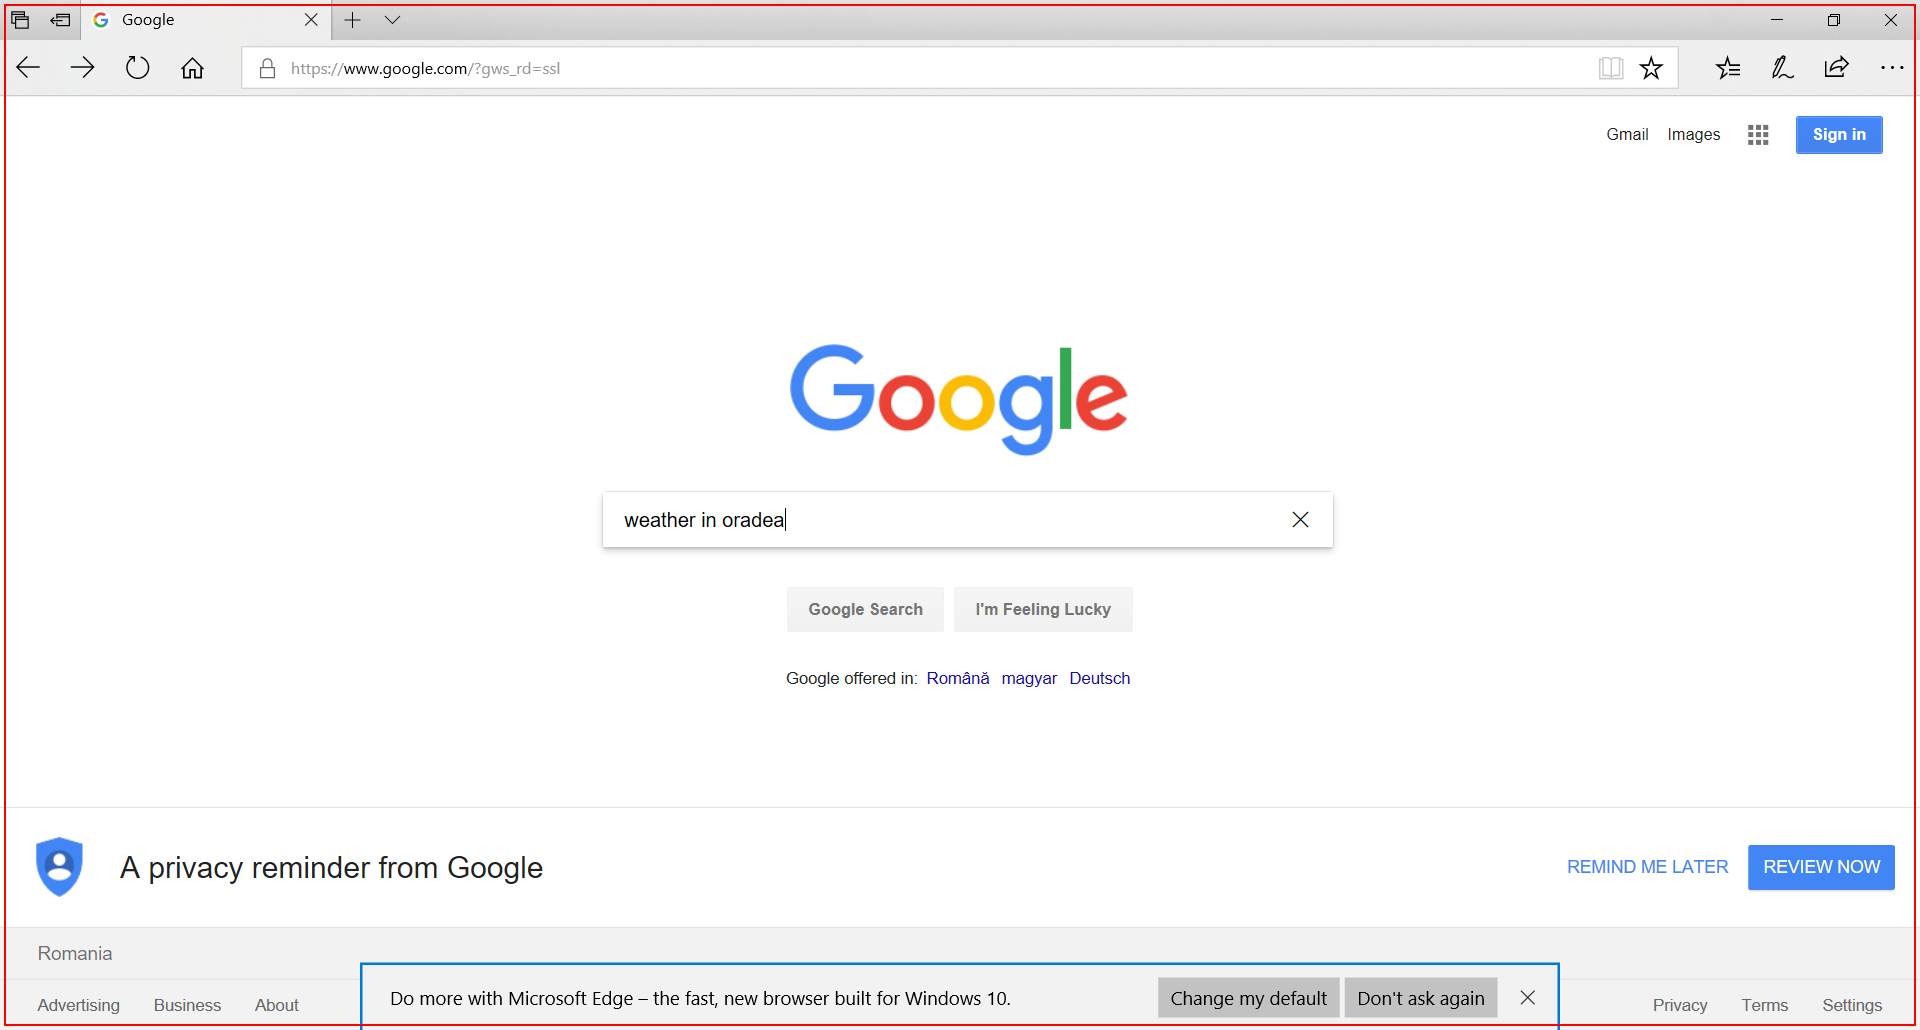 Google
https://www.google.com/?gws_rd=ssl
Gmail Images Sign in
Google
weather in oradea
Google Search I'm Feeling Lucky
Google offered in: Română magyar Deutsch
A privacy reminder from Google REMIND ME LATER REVIEW NOW
Romania
Do more with Microsoft Edge – the fast, new browser built for Windows 10. Change my default Don't ask again
Advertising Business About Privacy Terms Settings